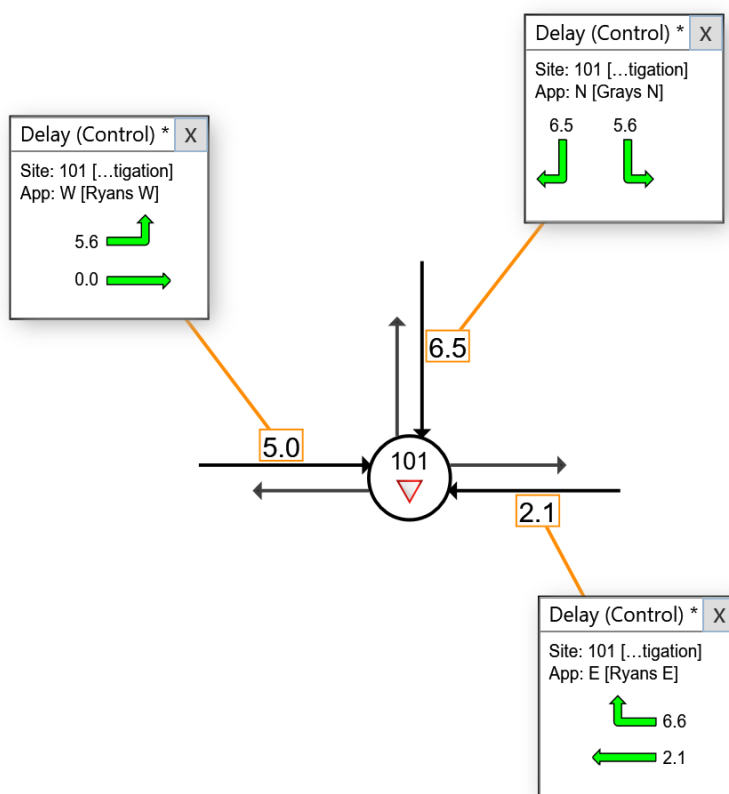 Delay (Control) * X
Site: 101 [...tigation]
App: N [Grays N]
6.5 5.6
Delay (Control) * X
Site: 101 [...tigation]
App: W [Ryans W]
5.6
0.0
6.5
5.0
101
2.1
Delay (Control) * X
Site: 101 [...tigation]
App: E [Ryans E]
6.6
2.1